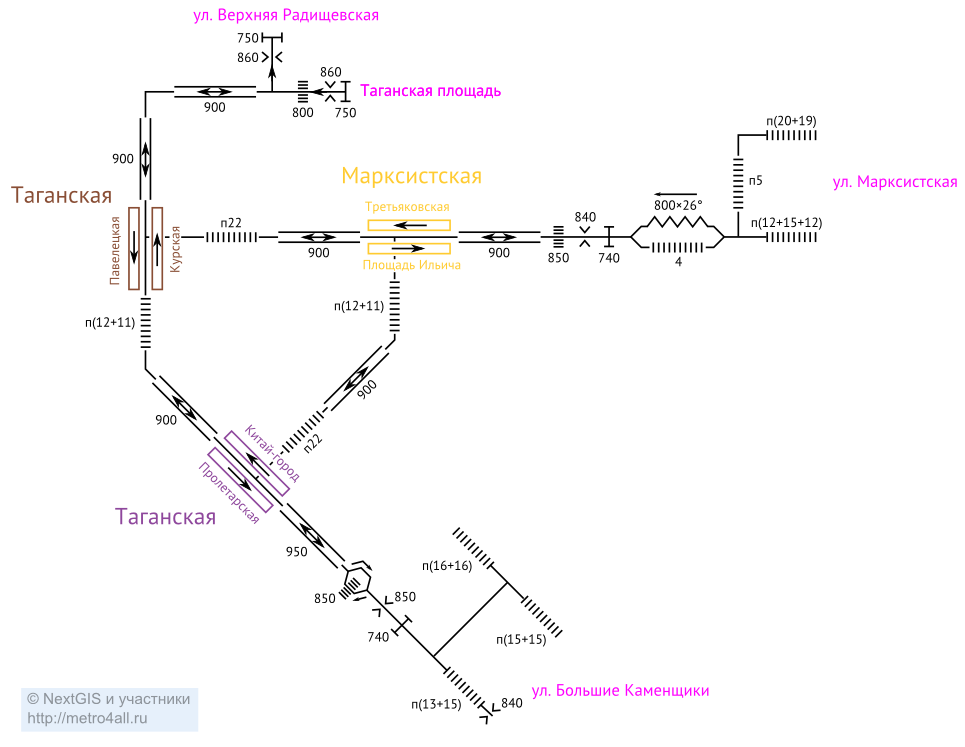 ул. Верхняя Радищевская
750
860
860
Таганская площадь
900
800
750
п(20+19)
900
Марксистская
п5
ул. Марксистская
Таганская
800×26°
Третьяковская
п22
840
п(12+15+12)
Павелецкая
Курская
900
900
850
740
4
Площадь Ильича
п(12+11)
п(12+11)
900
900
Китай-город
п22
Пролетарская
Таганская
950
п(16+16)
850
850
740
п(15+15)
ул. Большие Каменщики
п(13+15)
840
© NextGIS и участники
http://metro4all.ru